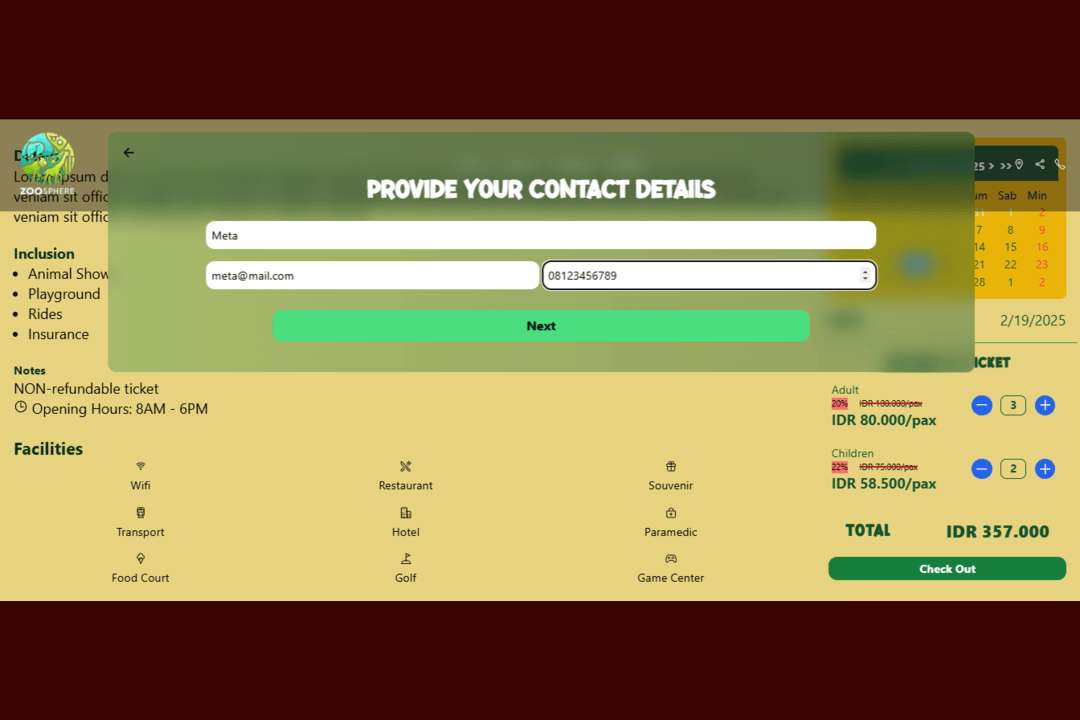 ZOOSPHERE
Lorem ipsum d
veniam sit offic
veniam sit offic
PROVIDE YOUR CONTACT DETAILS
Meta
meta@mail.com
08123456789
Next
Inclusion
Animal Show
Playground
Rides
Insurance
Notes
NON-refundable ticket
Opening Hours: 8AM - 6PM
Facilities
Wifi
Restaurant
Souvenir
Transport
Hotel
Paramedic
Food Court
Golf
Game Center
25 > >>
um Sab Min
31 1 2
7 8 9
14 15 16
21 22 23
28 1 2
2/19/2025
ICKET
Adult
20% IDR 100.000/pax
IDR 80.000/pax
3
Children
22% IDR 75.000/pax
IDR 58.500/pax
2
TOTAL IDR 357.000
Check Out